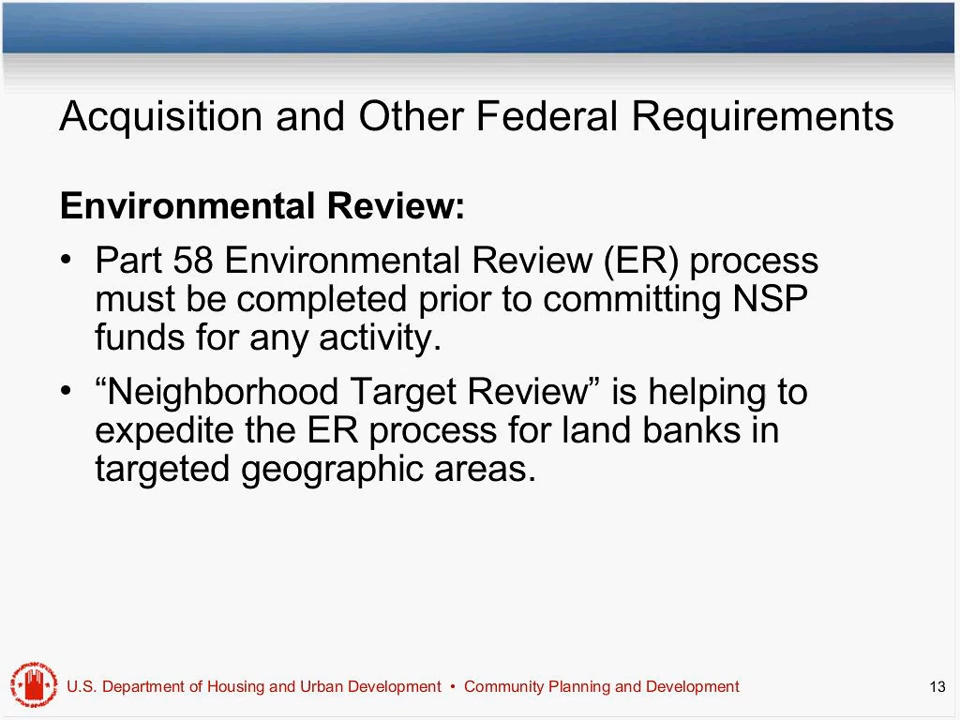 Acquisition and Other Federal Requirements
Environmental Review:
• Part 58 Environmental Review (ER) process
must be completed prior to committing NSP
funds for any activity.
• “Neighborhood Target Review” is helping to
expedite the ER process for land banks in
targeted geographic areas.
U.S. Department of Housing and Urban Development • Community Planning and Development
13